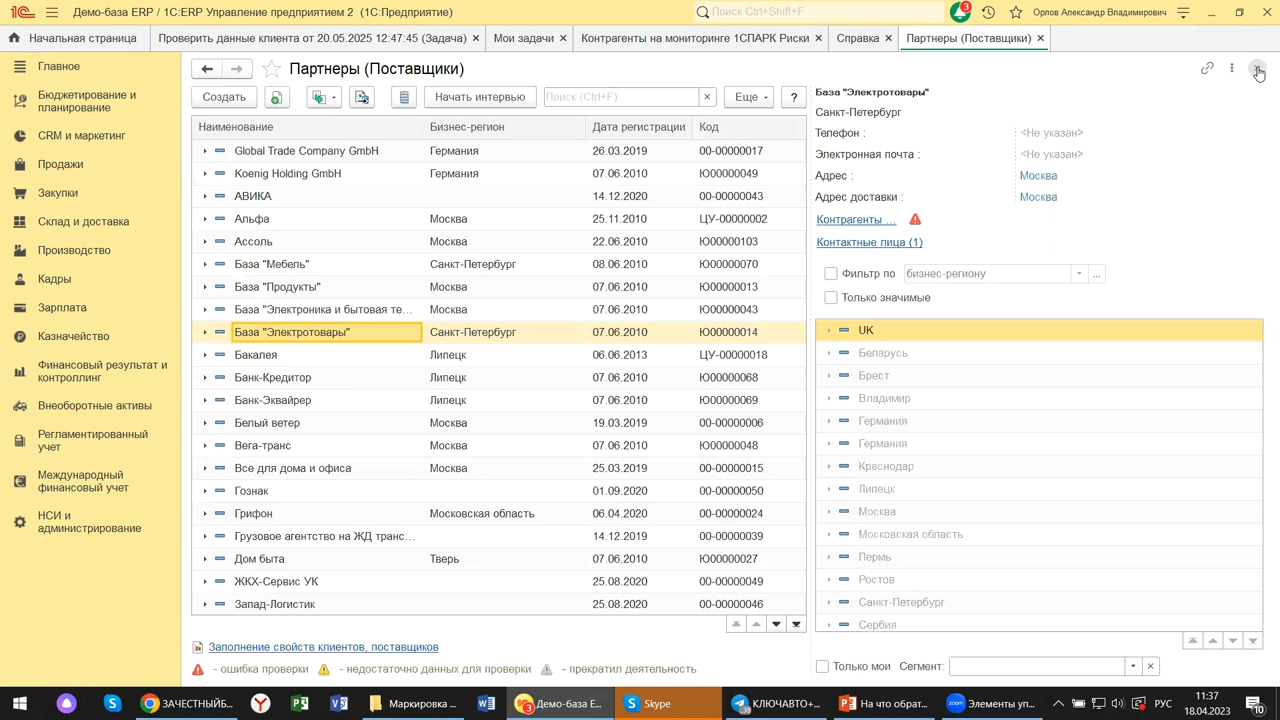 Демо-база ERP / 1С:ERP Управление предприятием 2 (1С:Предприятие)
Поиск Ctrl+Shift+F
3
Орлов Александр Владимирович
Начальная страница
Проверить данные клиента от 20.05.2025 12:47:45 (Задача) ×
Мои задачи ×
Контрагенты на мониторинге 1СПАРК Риски ×
Справка ×
Партнеры (Поставщики) ×
Главное
Бюджетирование и
планирование
CRM и маркетинг
Продажи
Закупки
Склад и доставка
Производство
Кадры
Зарплата
Казначейство
Финансовый результат и
контроллинг
Внеоборотные активы
Регламентированный
учет
Международный
финансовый учет
НСИ и
администрирование
Партнеры (Поставщики)
Создать
Начать интервью
Поиск (Ctrl+F)
×
Еще
?
Наименование Бизнес-регион Дата регистрации Код
Global Trade Company GmbH Германия 26.03.2019 00-00000017
Koenig Holding GmbH Германия 07.06.2010 Ю00000049
АВИКА 14.12.2020 00-00000043
Альфа Москва 25.11.2010 ЦУ-00000002
Ассоль Москва 22.06.2010 Ю00000103
База "Мебель" Санкт-Петербург 08.06.2010 Ю00000070
База "Продукты" Москва 07.06.2010 Ю00000013
База "Электроника и бытовая те... Москва 07.06.2010 Ю00000043
База "Электротовары" Санкт-Петербург 07.06.2010 Ю00000014
Бакалея Липецк 06.06.2013 ЦУ-00000018
Банк-Кредитор Липецк 07.06.2010 Ю00000068
Банк-Эквайрер Липецк 07.06.2010 Ю00000069
Белый ветер Москва 19.03.2019 00-00000006
Вега-транс Москва 07.06.2010 Ю00000048
Все для дома и офиса Москва 25.03.2019 00-00000015
Гознак 01.09.2020 00-00000050
Грифон Московская область 06.04.2020 00-00000024
Грузовое агентство на ЖД транс... 14.12.2019 00-00000039
Дом быта Тверь 07.06.2010 Ю00000027
ЖКХ-Сервис УК 25.08.2020 00-00000049
Запад-Логистик 25.08.2020 00-00000046
Заполнение свойств клиентов, поставщиков
- ошибка проверки - недостаточно данных для проверки - прекратил деятельность
База "Электротовары"
Санкт-Петербург
Телефон : <Не указан>
Электронная почта : <Не указан>
Адрес : Москва
Адрес доставки : Москва
Контрагенты ...
Контактные лица (1)
Фильтр по бизнес-региону ...
Только значимые
UK
Беларусь
Брест
Владимир
Германия
Германия
Краснодар
Липецк
Москва
Московская область
Пермь
Ростов
Санкт-Петербург
Сербия
Только мои Сегмент: ×
ЗАЧЕСТНЫЙБ...
Маркировка ...
3
Демо-база E...
Skype
КЛЮЧАВТО+...
На что обрат...
zoom
Элементы уп...
РУС
11:37
18.04.2023
10